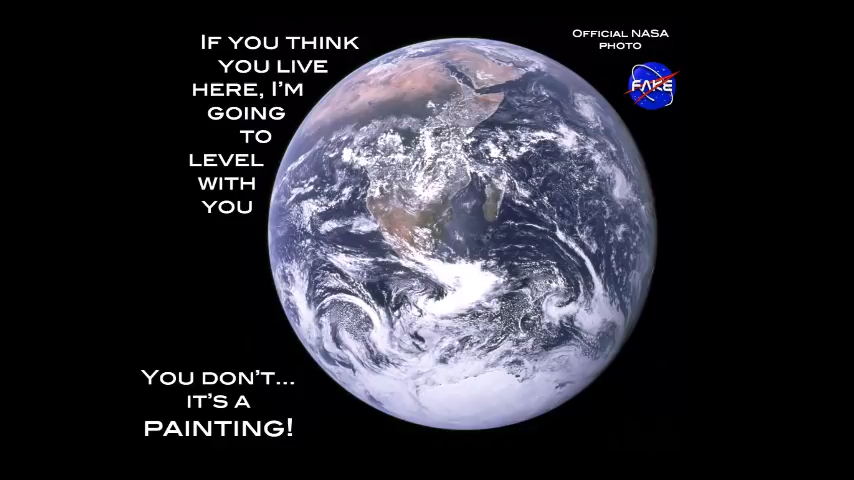 IF YOU THINK
YOU LIVE
HERE, I'M
GOING
TO
LEVEL
WITH
YOU
OFFICIAL NASA
PHOTO
FAKE
YOU DON'T...
IT'S A
PAINTING!